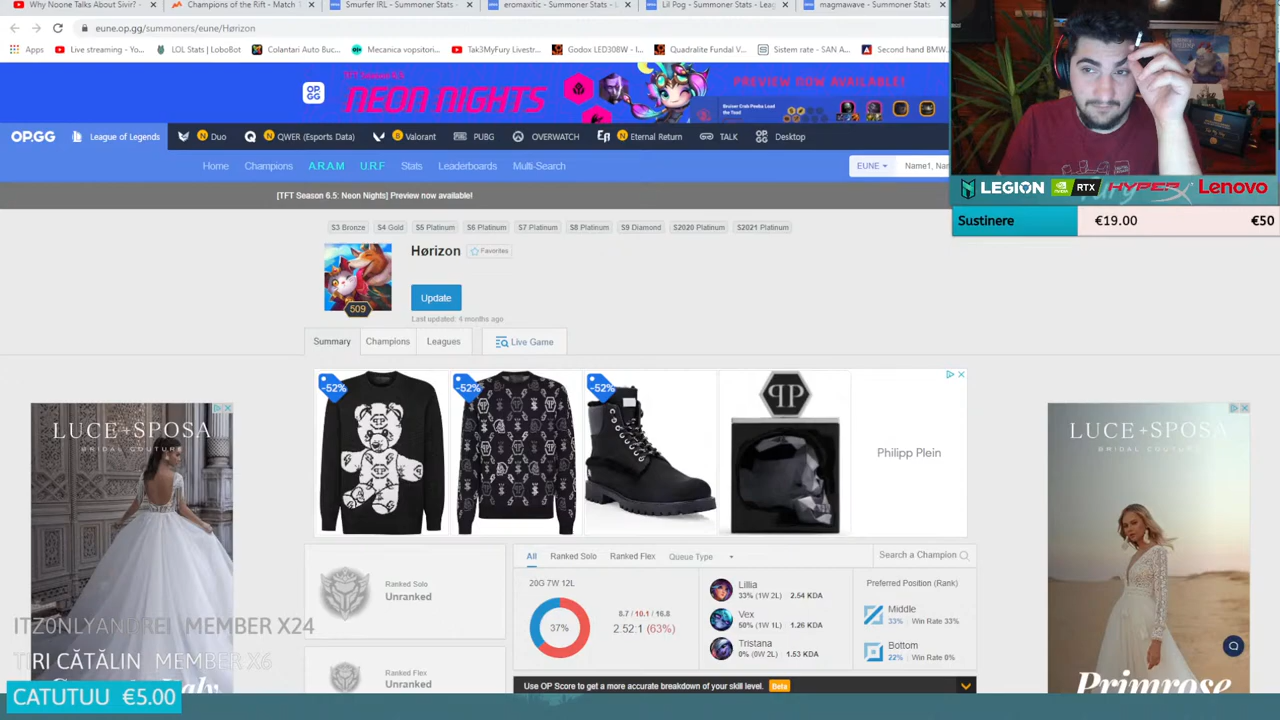 Why Noone Talks About Sivir?
Champions of the Rift - Match
Smurfer IRL - Summoner Stats
eromaxitic - Summoner Stats
Lil Pog - Summoner Stats
magmawave - Summoner Stats
eune.op.gg/summoners/eune/Hørizon
Apps
Live streaming - Yo
LOL Stats | LoboBot
Colantari Auto Buc
Mecanica vopsitori
Tak3MyFury Livestr
Godox LED308W - L
Quadralite Fundal V
Sistem rate - SAN A
Second hand BMW
OP.GG
NEON NIGHTS
PREVIEW NOW AVAILABLE!
OP.GG
League of Legends
N Duo
N QWER (Esports Data)
Valorant
PUBG
OVERWATCH
N Eternal Return
TALK
Desktop
Home
Champions
A.R.A.M
U.R.F
Stats
Leaderboards
Multi-Search
EUNE
Name1, Nam
[TFT Season 6.5: Neon Nights] Preview now available!
LEGION
RTX
HYPER
Lenovo
Sustinere
€19.00
€50
S3 Bronze
S4 Gold
S5 Platinum
S6 Platinum
S7 Platinum
S8 Platinum
S9 Diamond
S2020 Platinum
S2021 Platinum
Hørizon
Favorites
509
Update
Last updated: 4 months ago
Summary
Champions
Leagues
Live Game
-52%
-52%
-52%
Philipp Plein
LUCE+SPOSA
BRIDAL COUTURE
LUCE+SPOSA
BRIDAL COUTURE
Primrose
Ranked Solo
Unranked
Ranked Flex
Unranked
All
Ranked Solo
Ranked Flex
Queue Type
Search a Champion
20G 7W 12L
37%
8.7 / 10.1 / 16.8
2.52:1 (63%)
Lillia
33% (1W 2L)
2.54 KDA
Vex
50% (1W 1L)
1.26 KDA
Tristana
0% (0W 2L)
1.53 KDA
Preferred Position (Rank)
Middle
33%
Win Rate 33%
Bottom
22%
Win Rate 0%
Use OP Score to get a more accurate breakdown of your skill level.
Beta
ITZ0NLYANDREI MEMBER X24
TIRI CĂTĂLIN MEMBER X6
CATUTUU €5.00